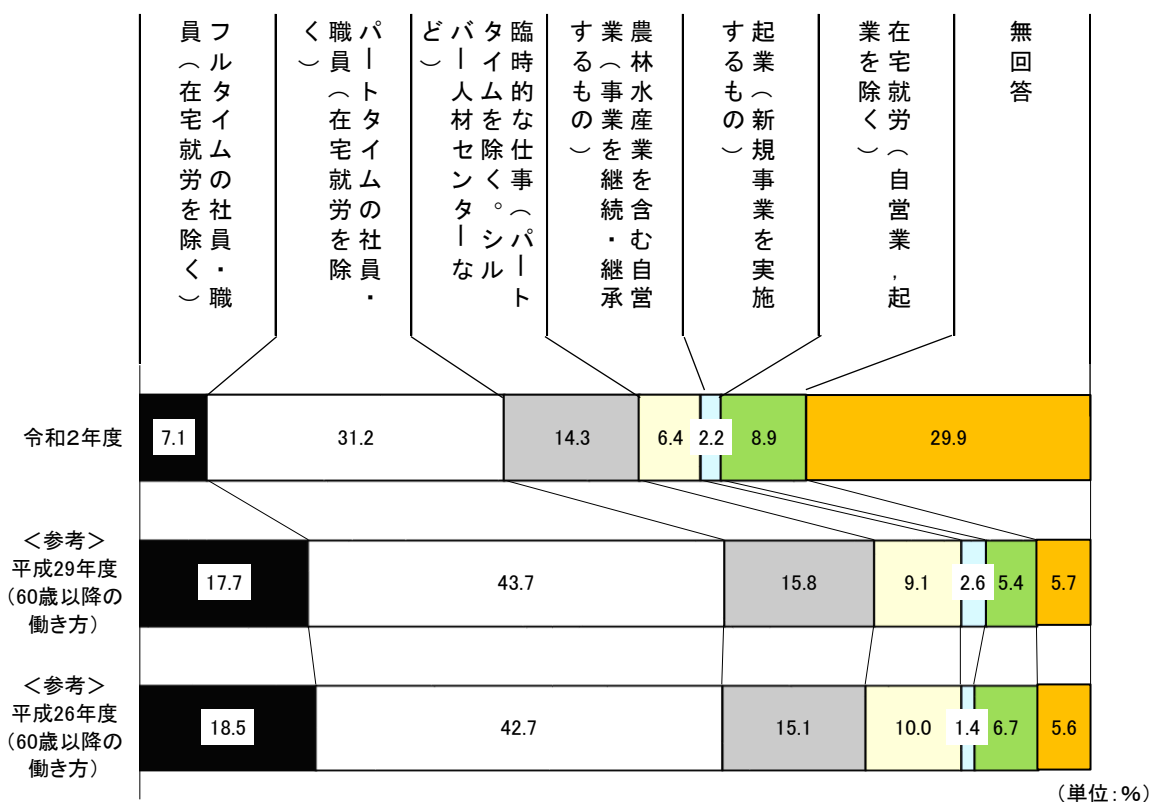 フルタイムの社員・職
員(在宅就労を除く)
パートタイムの社員・
職員(在宅就労を除
く)
臨時的な仕事(パート
タイムを除く。シル
バー人材センターな
ど)
農林水産業を含む自営
業(事業を継続・継承
するもの)
起業(新規事業を実施
するもの)
在宅就労(自営業,起
業を除く)
無回答
令和2年度
7.1
31.2
14.3
6.4
2.2
8.9
29.9
<参考>
平成29年度
(60歳以降の
働き方)
17.7
43.7
15.8
9.1
2.6
5.4
5.7
<参考>
平成26年度
(60歳以降の
働き方)
18.5
42.7
15.1
10.0
1.4
6.7
5.6
(単位:%)